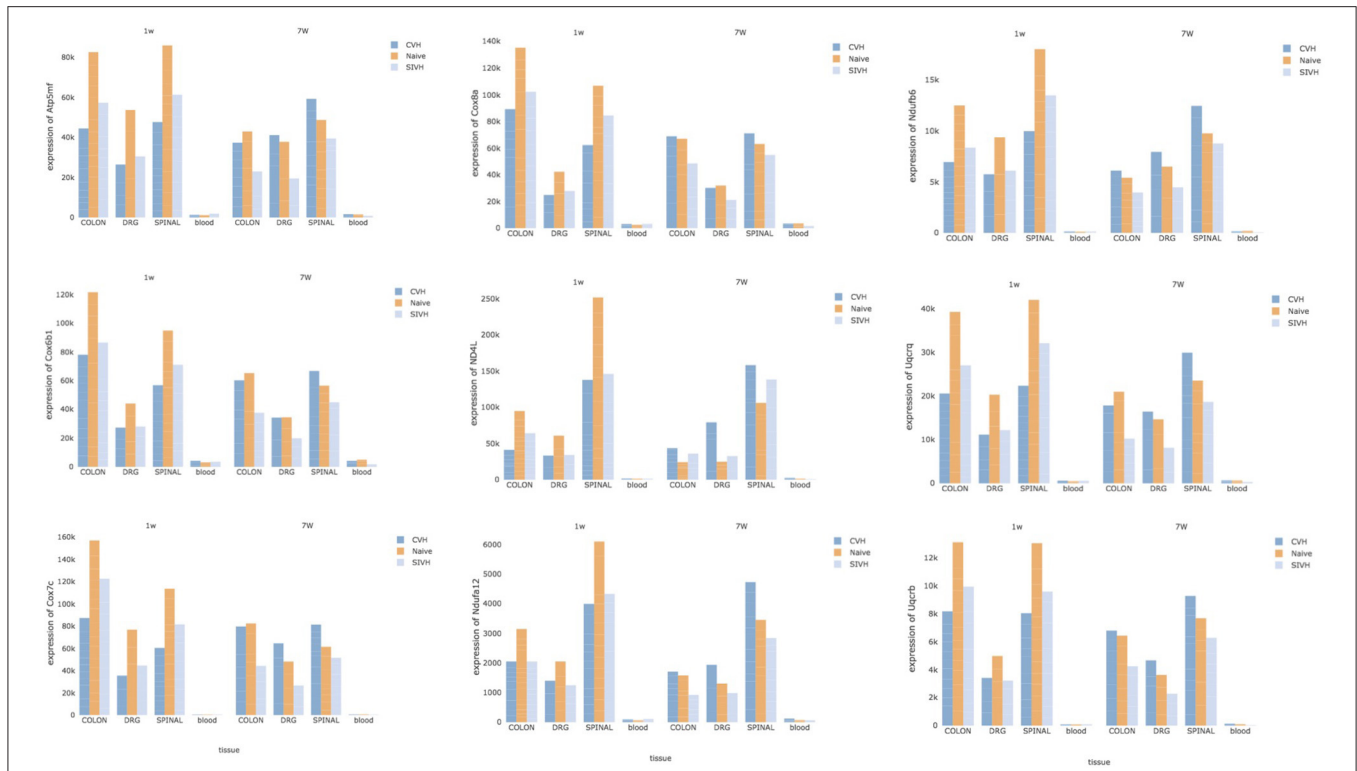 1w 7W
CVH
Naive
SIVH
expression of Atp5mf
80k
60k
40k
20k
0
COLON DRG SPINAL blood COLON DRG SPINAL blood
1w 7W
CVH
Naive
SIVH
expression of Cox8a
140k
120k
100k
80k
60k
40k
20k
0
COLON DRG SPINAL blood COLON DRG SPINAL blood
1w 7W
CVH
Naive
SIVH
expression of Ndufb6
15k
10k
5k
0
COLON DRG SPINAL blood COLON DRG SPINAL blood
1w 7W
CVH
Naive
SIVH
expression of Cox6b1
120k
100k
80k
60k
40k
20k
0
COLON DRG SPINAL blood COLON DRG SPINAL blood
1w 7W
CVH
Naive
SIVH
expression of ND4L
250k
200k
150k
100k
50k
0
COLON DRG SPINAL blood COLON DRG SPINAL blood
1w 7W
CVH
Naive
SIVH
expression of Uqcrq
40k
30k
20k
10k
0
COLON DRG SPINAL blood COLON DRG SPINAL blood
1w 7W
CVH
Naive
SIVH
expression of Cox7c
160k
140k
120k
100k
80k
60k
40k
20k
0
COLON DRG SPINAL blood COLON DRG SPINAL blood
tissue
1w 7W
CVH
Naive
SIVH
expression of Ndufa12
6000
5000
4000
3000
2000
1000
0
COLON DRG SPINAL blood COLON DRG SPINAL blood
tissue
1w 7W
CVH
Naive
SIVH
expression of Uqcrb
12k
10k
8k
6k
4k
2k
0
COLON DRG SPINAL blood COLON DRG SPINAL blood